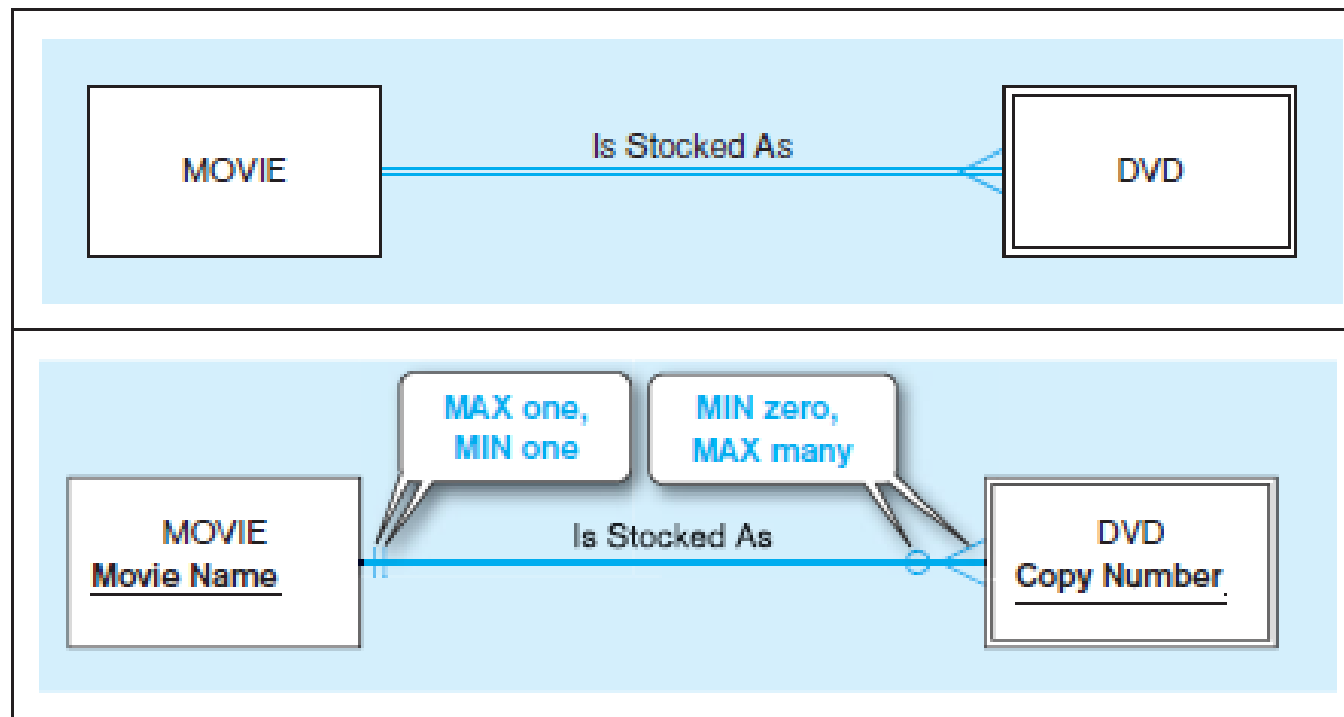 Is Stocked As
MOVIE
DVD
MAX one,
MIN one
MIN zero,
MAX many
MOVIE
Movie Name
Is Stocked As
DVD
Copy Number